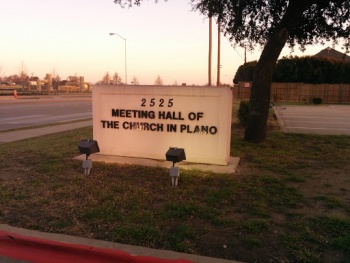 2525
MEETING HALL OF
THE CHURCH IN PLANO